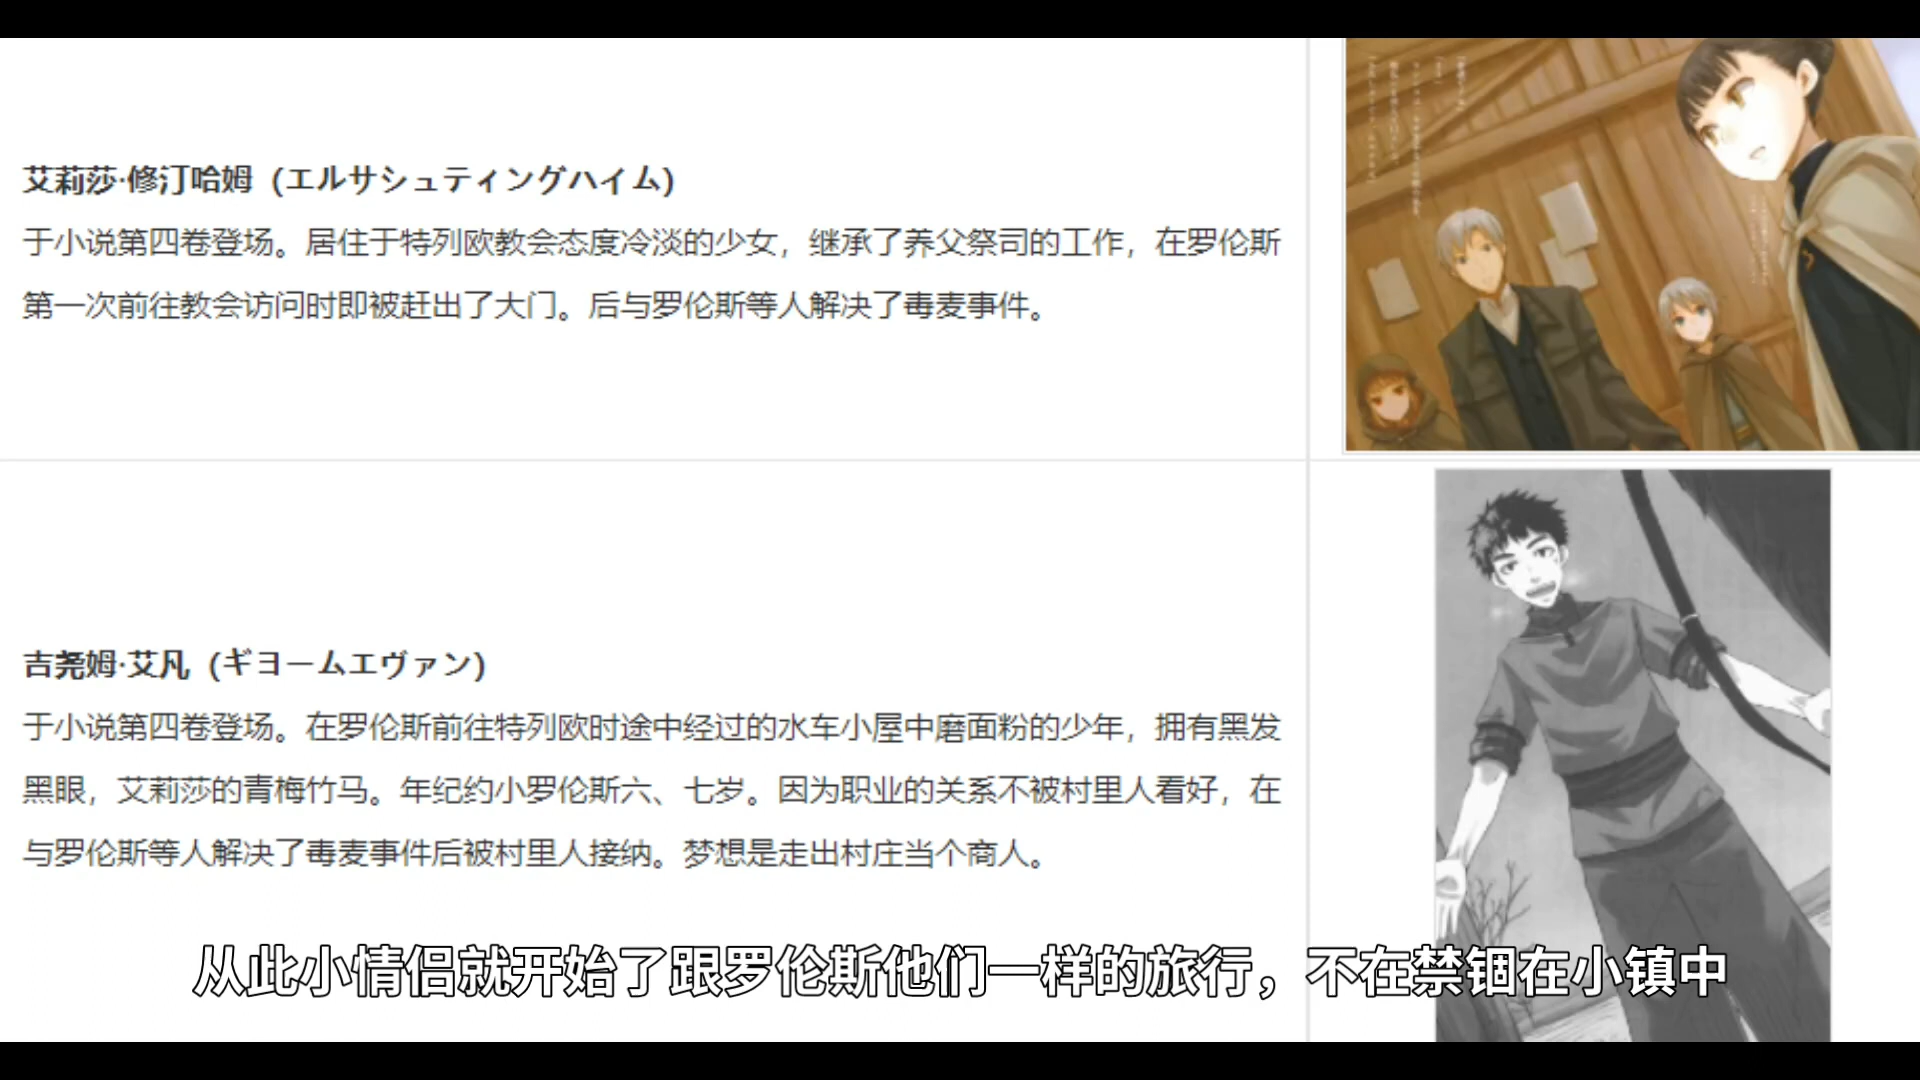 艾莉莎·修汀哈姆（エルサシュティングハイム）
于小说第四卷登场。居住于特列欧教会态度冷淡的少女，继承了养父祭司的工作，在罗伦斯
第一次前往教会访问时即被赶出了大门。后与罗伦斯等人解决了毒麦事件。
吉尧姆·艾凡（ギヨームエヴァン）
于小说第四卷登场。在罗伦斯前往特列欧时途中经过的水车小屋中磨面粉的少年，拥有黑发
黑眼，艾莉莎的青梅竹马。年纪约小罗伦斯六、七岁。因为职业的关系不被村里人看好，在
与罗伦斯等人解决了毒麦事件后被村里人接纳。梦想是走出村庄当个商人。
从此小情侣就开始了跟罗伦斯他们一样的旅行，不在禁锢在小镇中